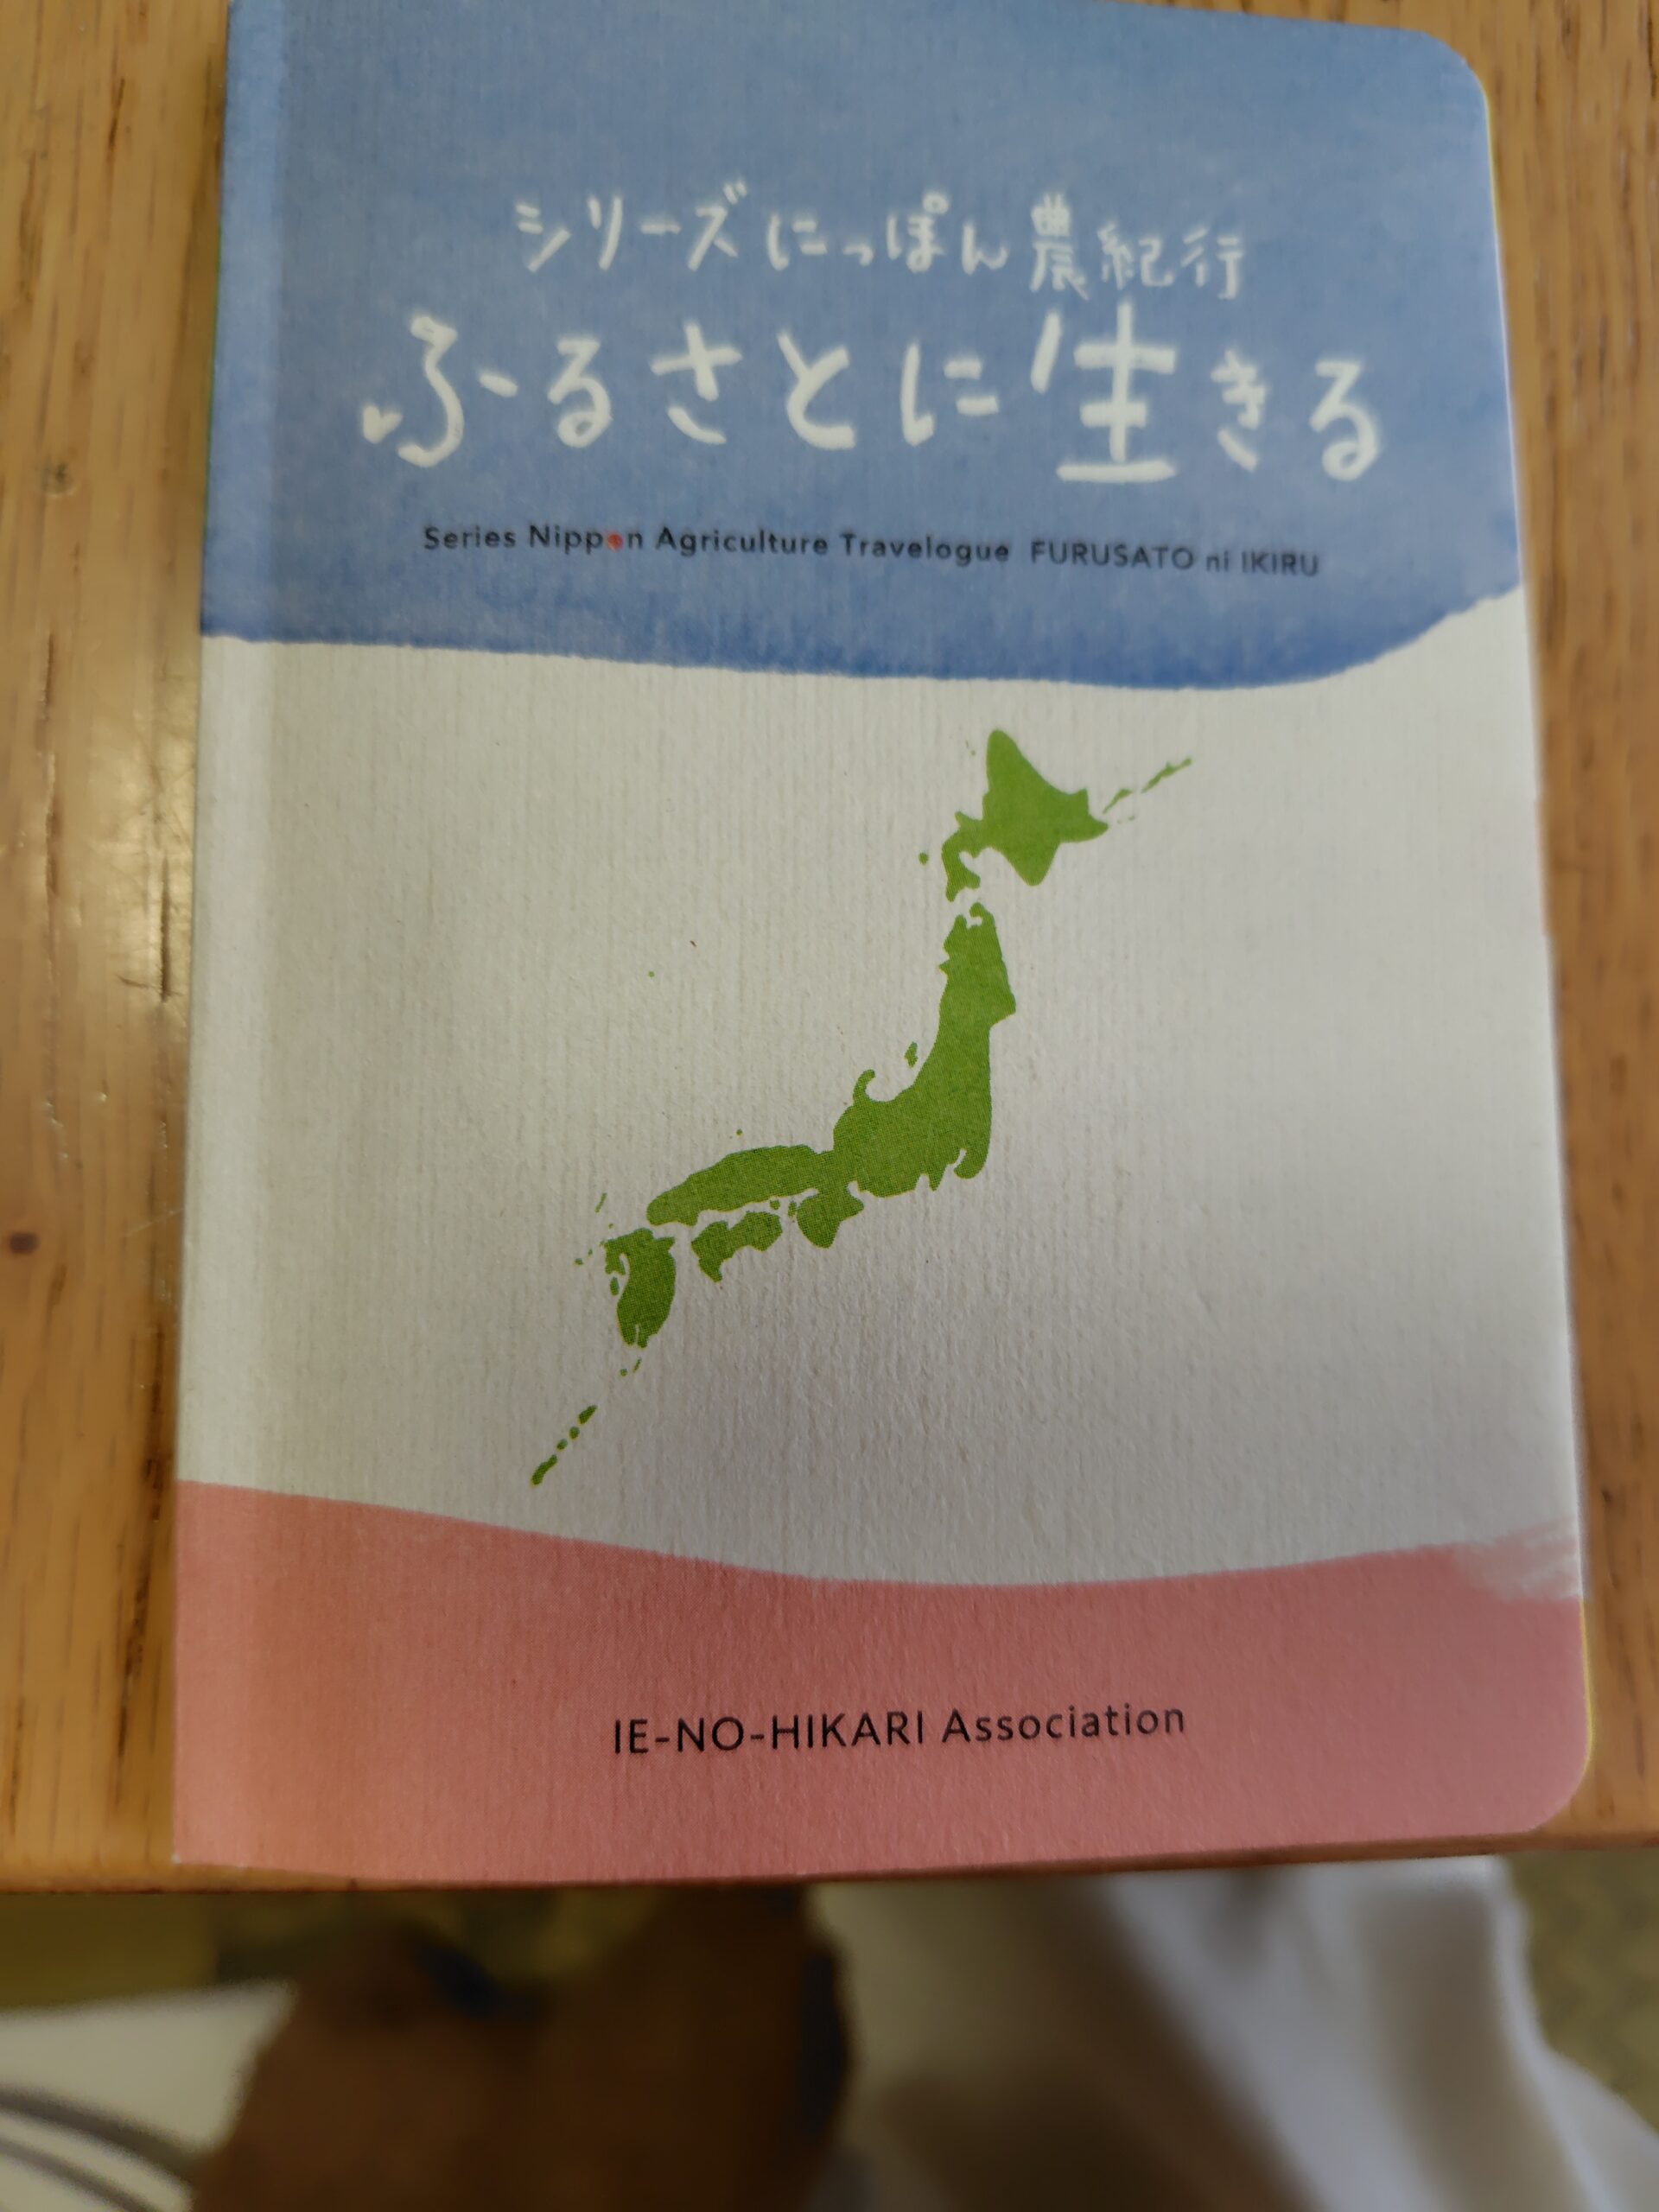 シリーズにっぽん農紀行
ふるさとに生きる
Series Nippon Agriculture Travelogue FURUSATO ni IKIRU
IE-NO-HIKARI Association